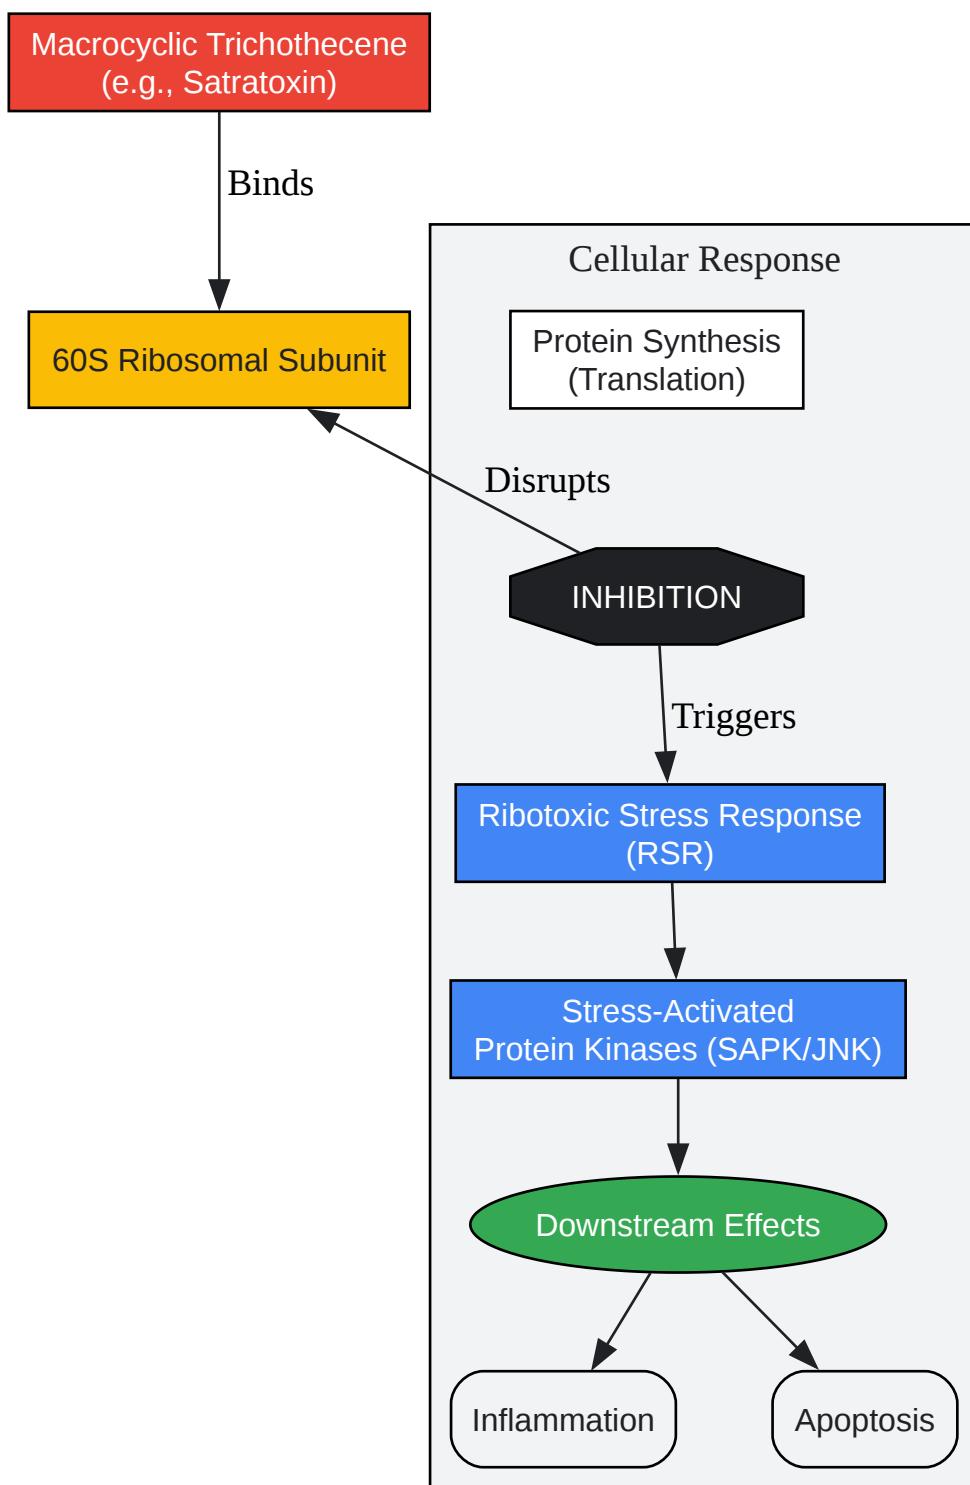 Macrocyclic Trichothecene
(e.g., Satratoxin)
Binds
Cellular Response
60S Ribosomal Subunit
Protein Synthesis
(Translation)
Disrupts
INHIBITION
Triggers
Ribotoxic Stress Response
(RSR)
Stress-Activated
Protein Kinases (SAPK/JNK)
Downstream Effects
Inflammation
Apoptosis